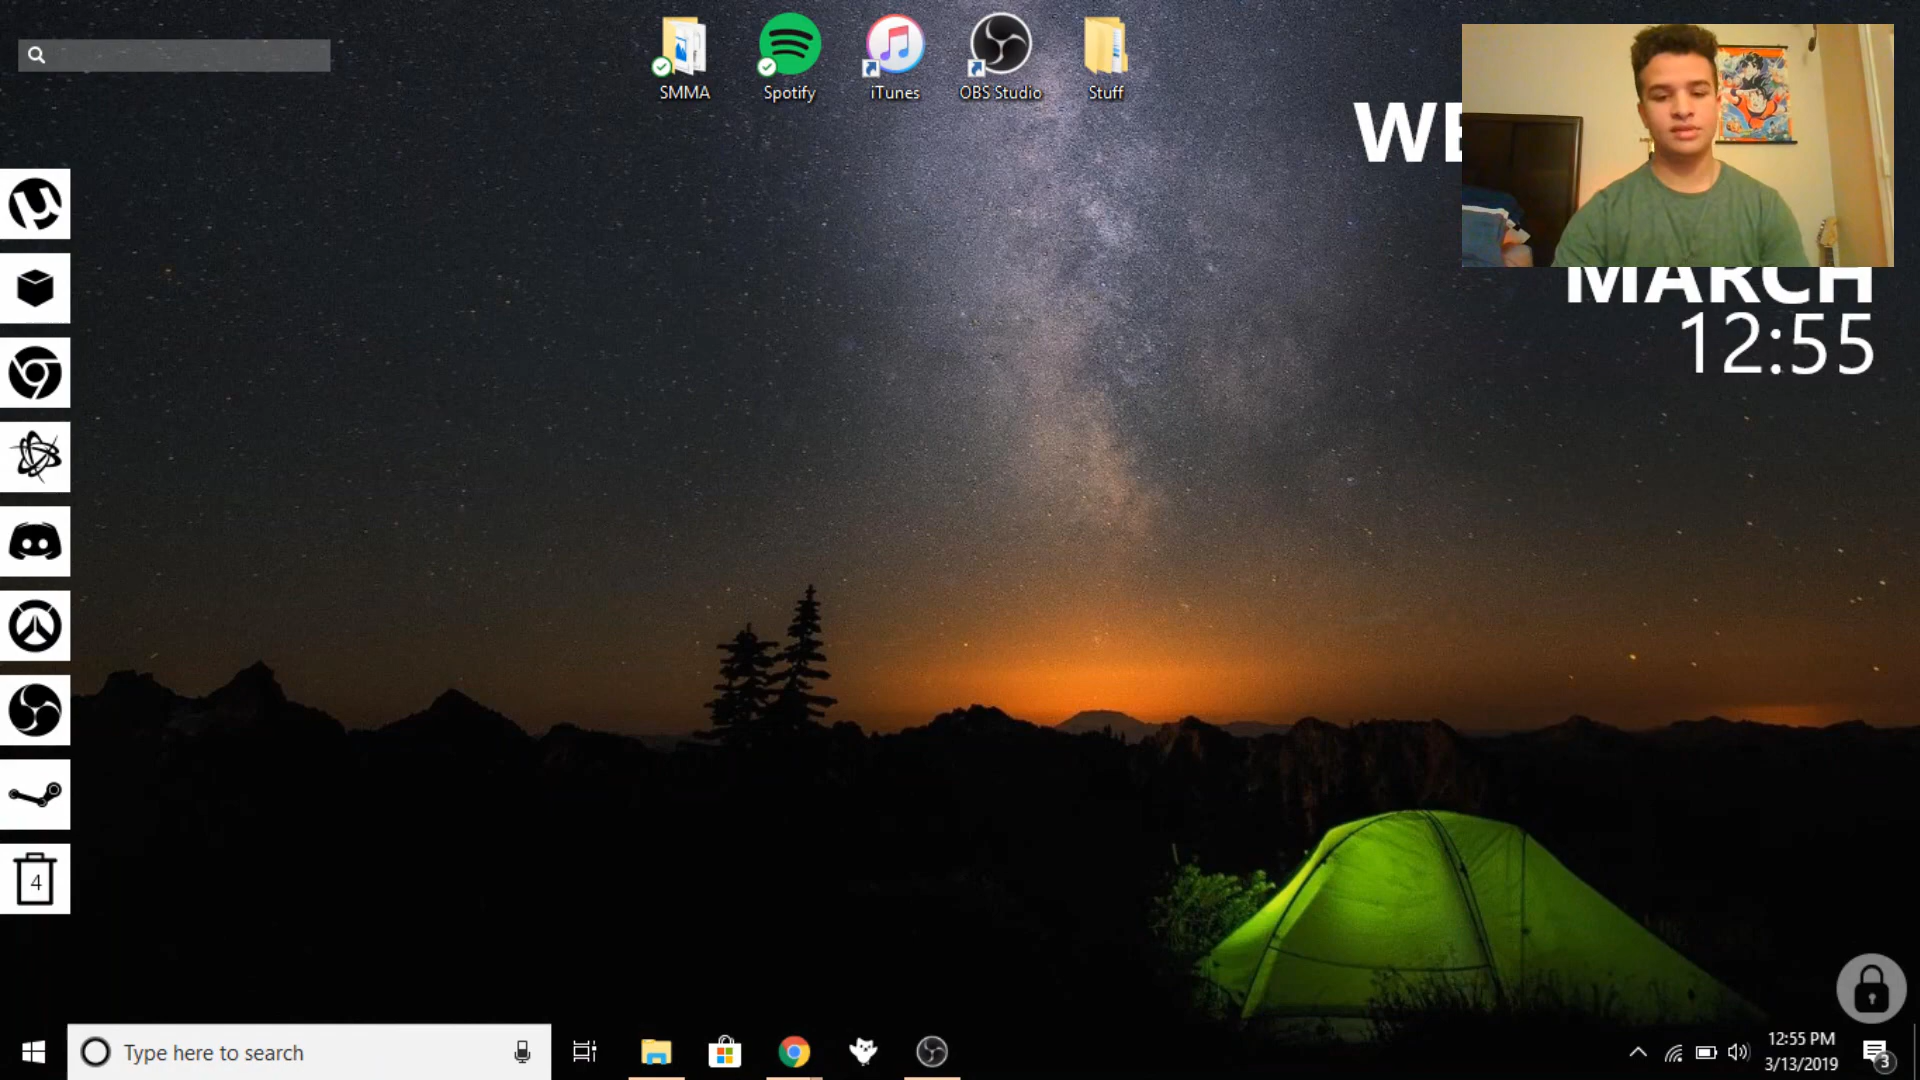 SMMA
Spotify
iTunes
OBS Studio
Stuff
WE
MARCH
12:55
4
Type here to search
12:55 PM
3/13/2019
3